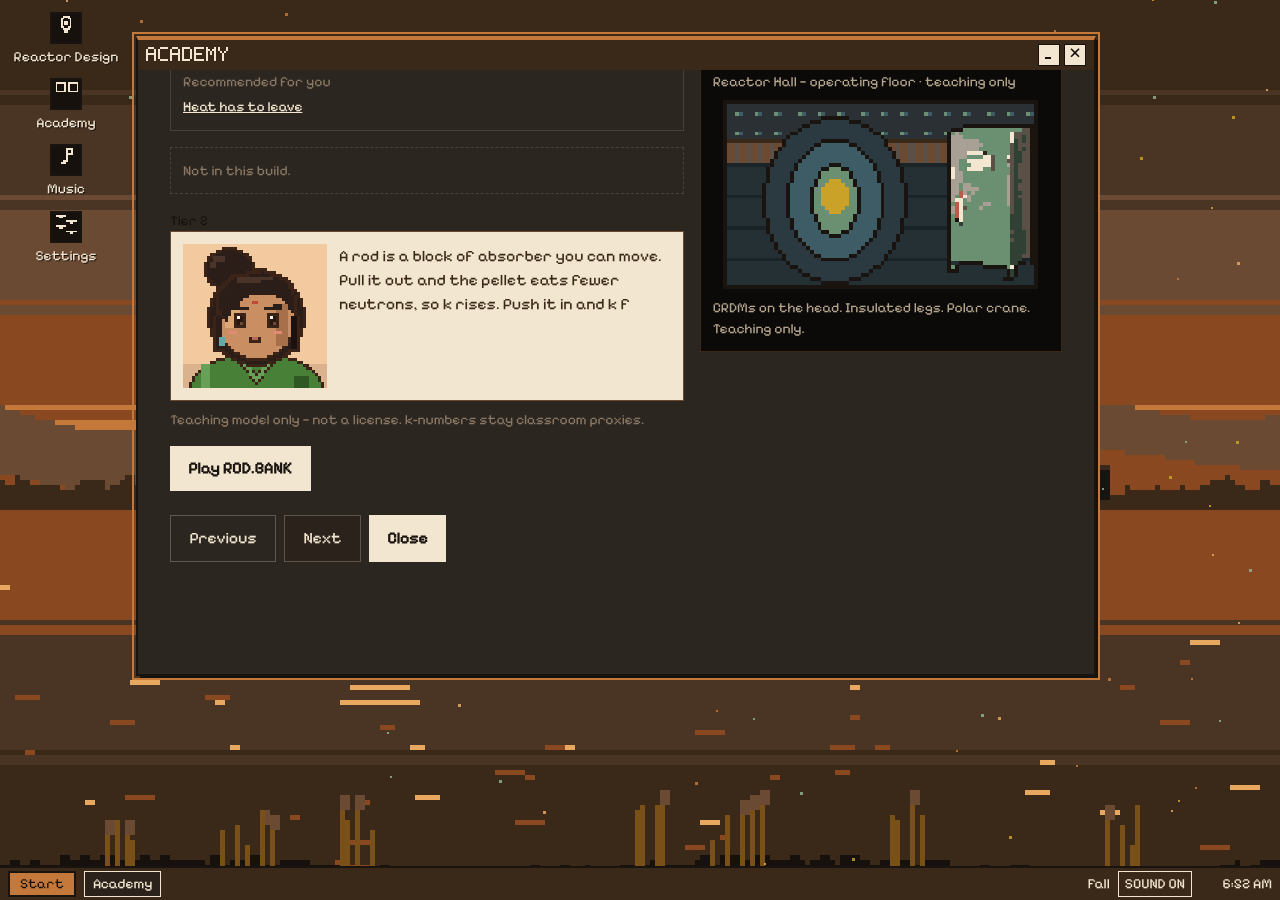 Reactor Design
Academy
Music
Settings
ACADEMY
Recommended for you
Heat has to leave
Not in this build.
Tier 2
A rod is a block of absorber you can move.
Pull it out and the pellet eats fewer
neutrons, so k rises. Push it in and k f
Teaching model only - not a license. k-numbers stay classroom proxies.
Play ROD.BANK
Previous
Next
Close
Reactor Hall - operating floor · teaching only
CRDMs on the head. Insulated legs. Polar crane.
Teaching only.
Start
Academy
Fall
SOUND ON